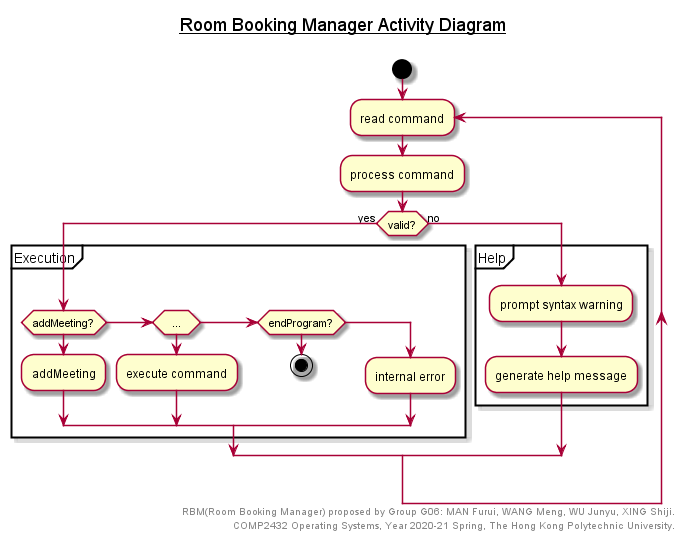 Room Booking Manager Activity Diagram
read command
process command
yes
valid?
no
Execution
Help
addMeeting?
...
endProgram?
prompt syntax warning
addMeeting
execute command
internal error
generate help message
RBM(Room Booking Manager) proposed by Group G06: MAN Furui, WANG Meng, WU Junyu, XING Shiji.
COMP2432 Operating Systems, Year 2020-21 Spring, The Hong Kong Polytechnic University.